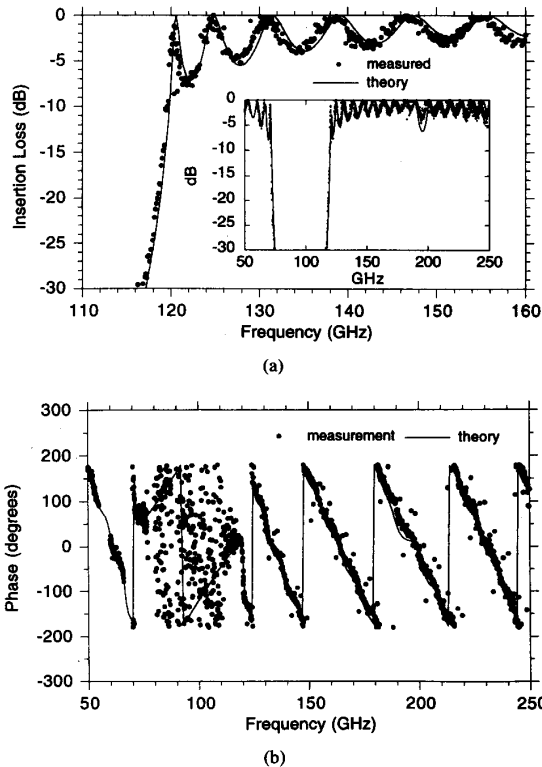 0
-5
-10
-15
-20
-25
-30
Insertion Loss (dB)
measured
theory
0
-5
-10
-15
-20
-25
-30
dB
50 100 150 200 250
GHz
110 120 130 140 150 160
Frequency (GHz)
(a)
300
200
100
0
-100
-200
-300
Phase (degrees)
measurement theory
50 100 150 200 250
Frequency (GHz)
(b)